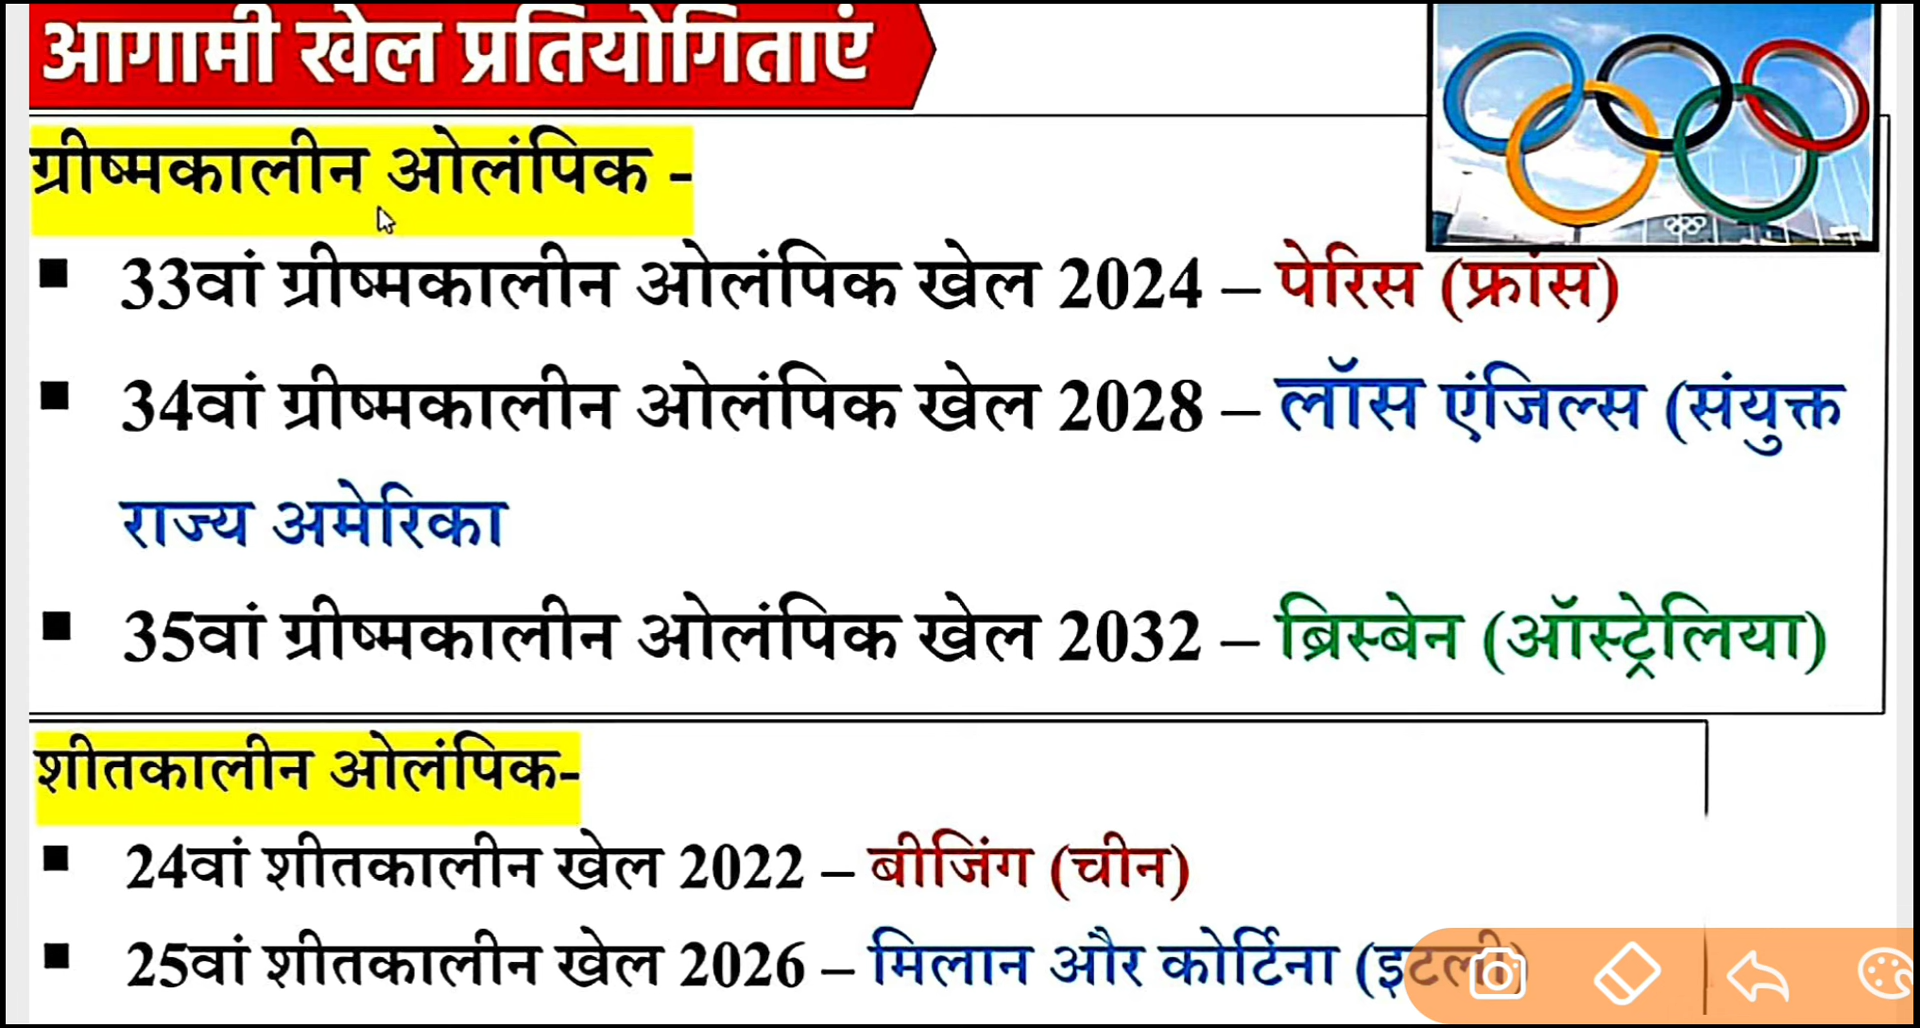 आगामी खेल प्रतियोगिताएं
ग्रीष्मकालीन ओलंपिक -
▪ 33वां ग्रीष्मकालीन ओलंपिक खेल 2024 – पेरिस (फ्रांस)
▪ 34वां ग्रीष्मकालीन ओलंपिक खेल 2028 – लॉस एंजिल्स (संयुक्त
राज्य अमेरिका
▪ 35वां ग्रीष्मकालीन ओलंपिक खेल 2032 – ब्रिस्बेन (ऑस्ट्रेलिया)
शीतकालीन ओलंपिक-
▪ 24वां शीतकालीन खेल 2022 – बीजिंग (चीन)
▪ 25वां शीतकालीन खेल 2026 – मिलान और कोर्टिना (इटली)